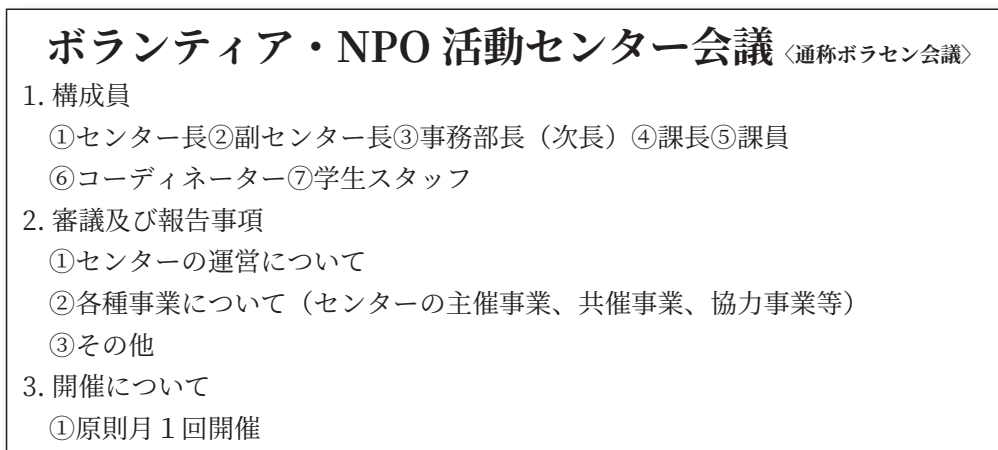 ボランティア・NPO 活動センター会議〈通称ボラセン会議〉
1. 構成員
①センター長②副センター長③事務部長（次長）④課長⑤課員
⑥コーディネーター⑦学生スタッフ
2. 審議及び報告事項
①センターの運営について
②各種事業について（センターの主催事業、共催事業、協力事業等）
③その他
3. 開催について
①原則月１回開催